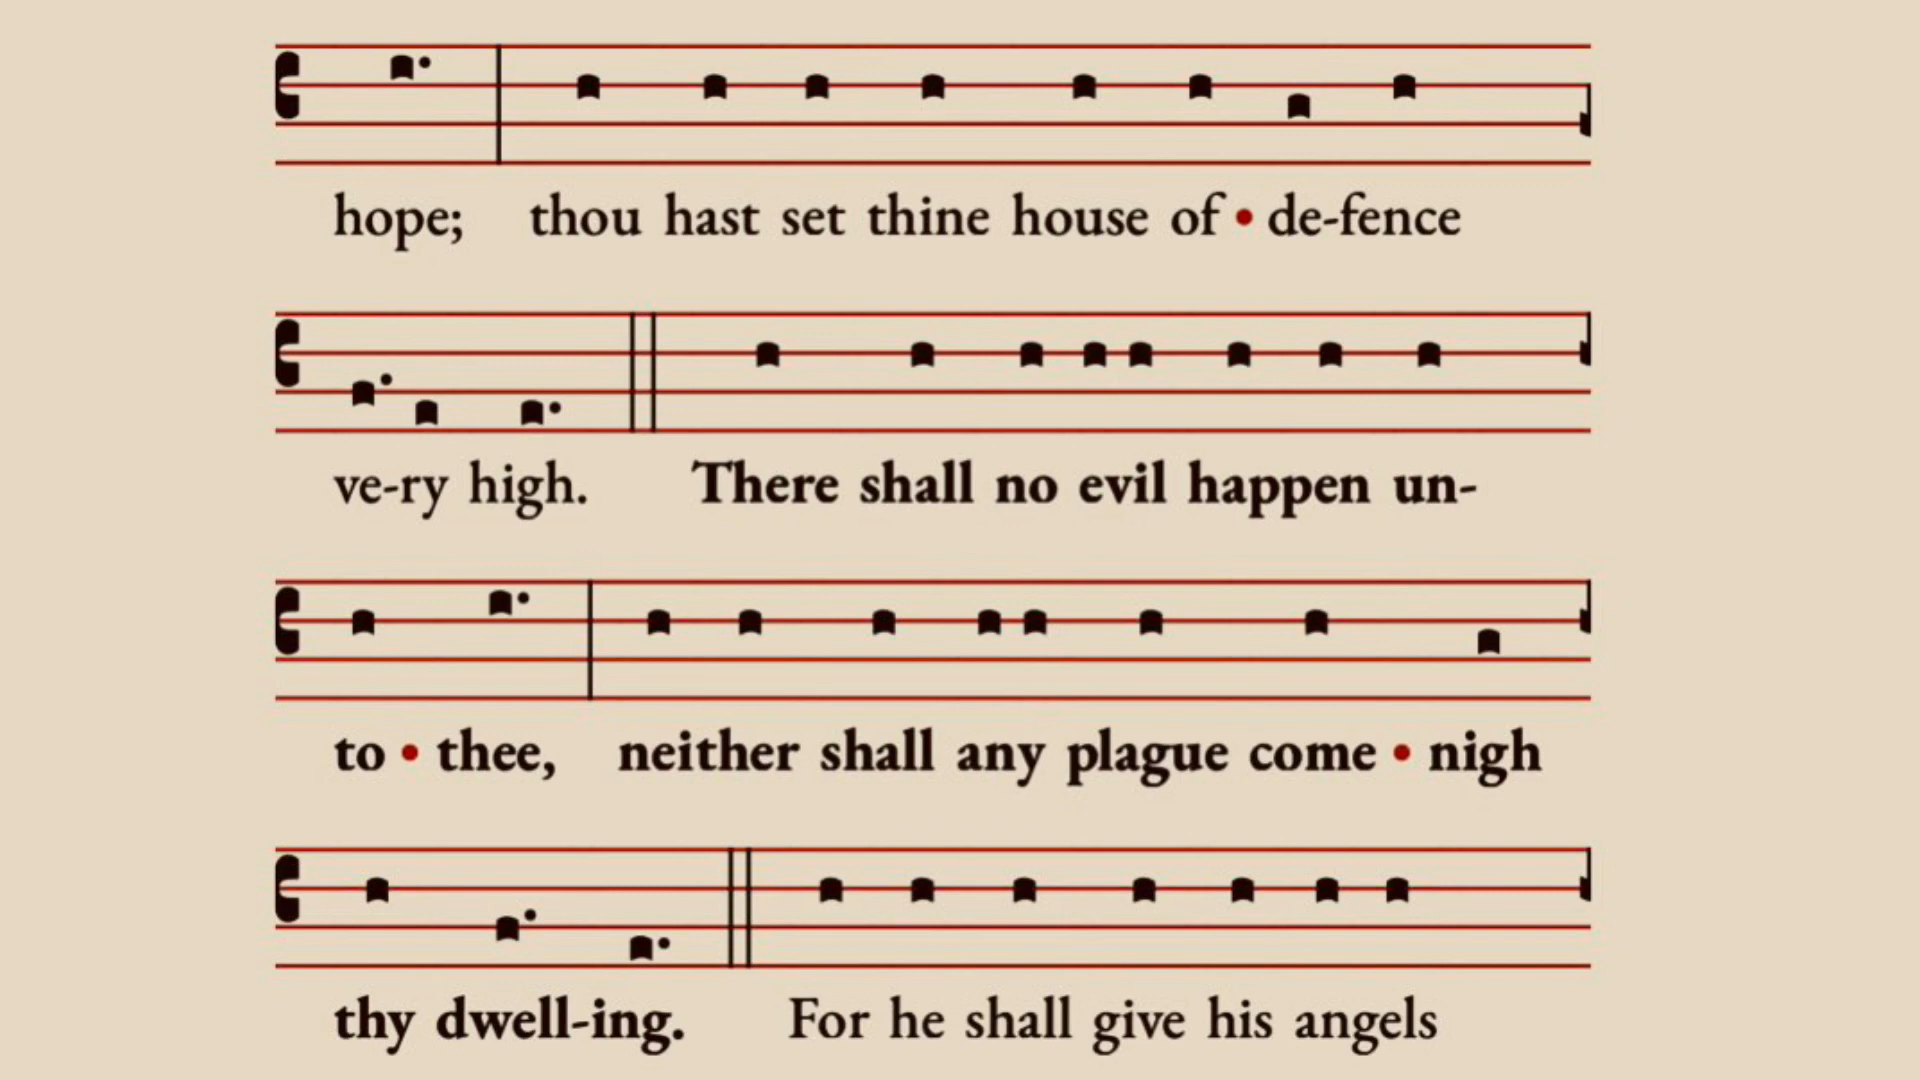 hope; thou hast set thine house of • de-fence
ve-ry high. There shall no evil happen un-
to • thee, neither shall any plague come • nigh
thy dwell-ing. For he shall give his angels